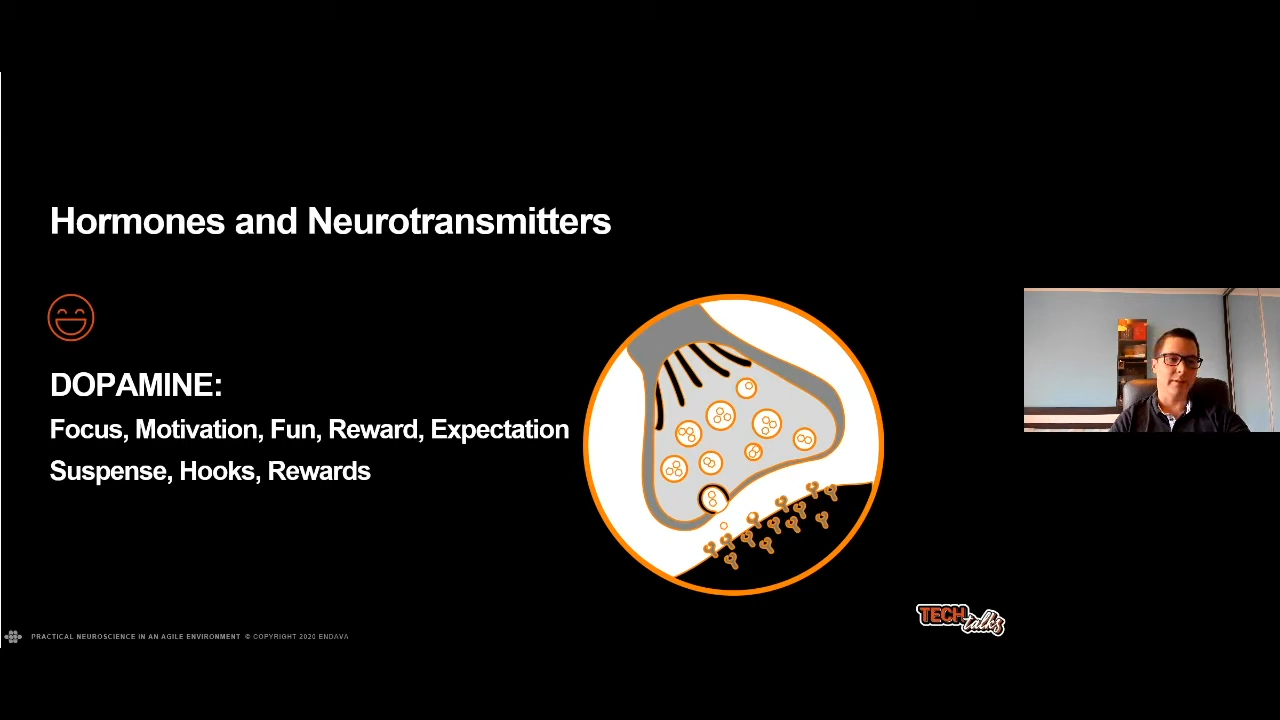 Hormones and Neurotransmitters
DOPAMINE:
Focus, Motivation, Fun, Reward, Expectation
Suspense, Hooks, Rewards
PRACTICAL NEUROSCIENCE IN AN AGILE ENVIRONMENT © COPYRIGHT 2020 ENDAVA
TECH
talks